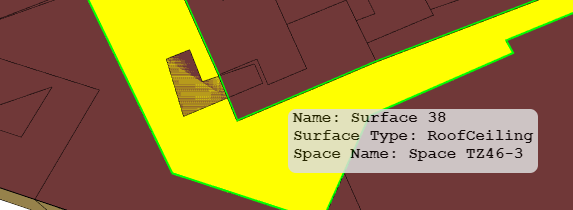 Name: Surface 38
Surface Type: RoofCeiling
Space Name: Space TZ46-3